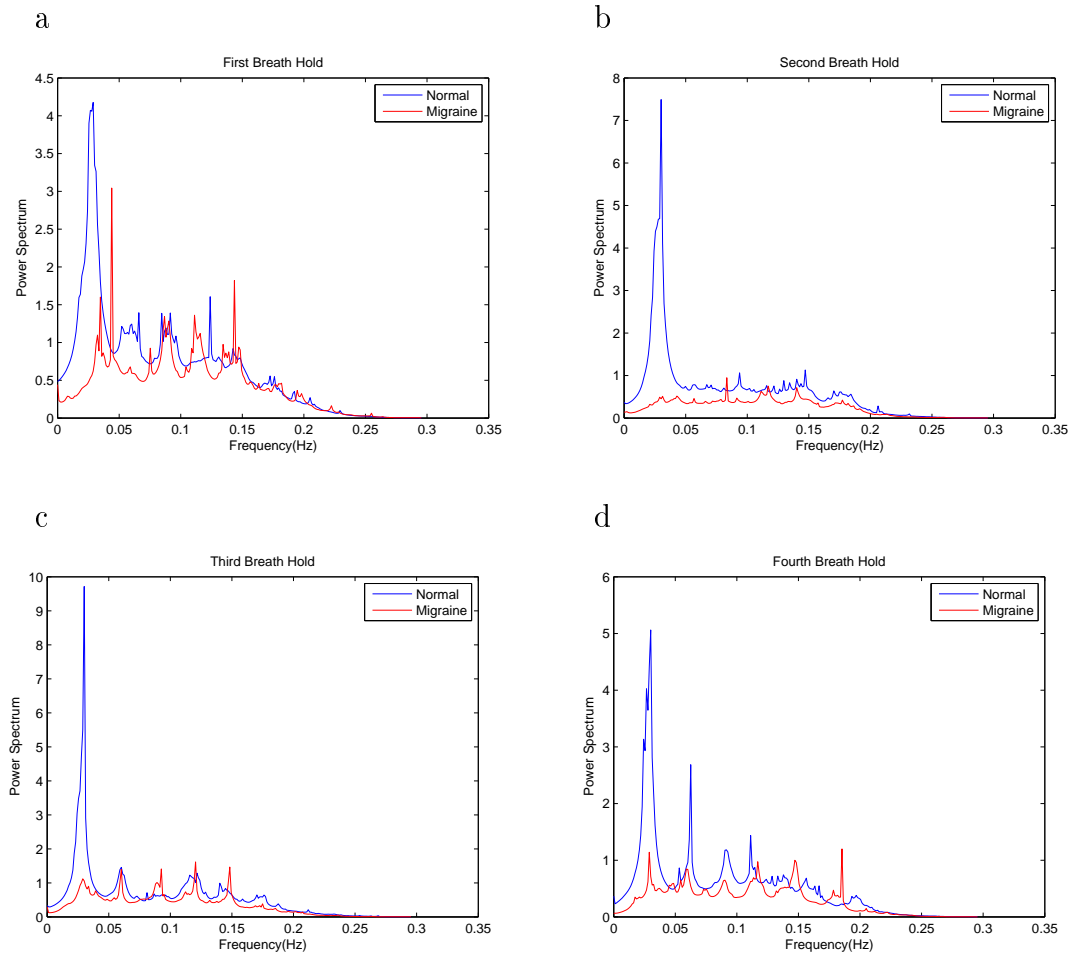 a
First Breath Hold
4.5
4
3.5
3
2.5
2
1.5
1
0.5
0
Power Spectrum
Normal
Migraine
0 0.05 0.1 0.15 0.2 0.25 0.3 0.35
Frequency(Hz)
b
Second Breath Hold
8
7
6
5
4
3
2
1
0
Power Spectrum
Normal
Migraine
0 0.05 0.1 0.15 0.2 0.25 0.3 0.35
Frequency(Hz)
c
Third Breath Hold
10
9
8
7
6
5
4
3
2
1
0
Power Spectrum
Normal
Migraine
0 0.05 0.1 0.15 0.2 0.25 0.3 0.35
Frequency(Hz)
d
Fourth Breath Hold
6
5
4
3
2
1
0
Power Spectrum
Normal
Migraine
0 0.05 0.1 0.15 0.2 0.25 0.3 0.35
Frequency(Hz)